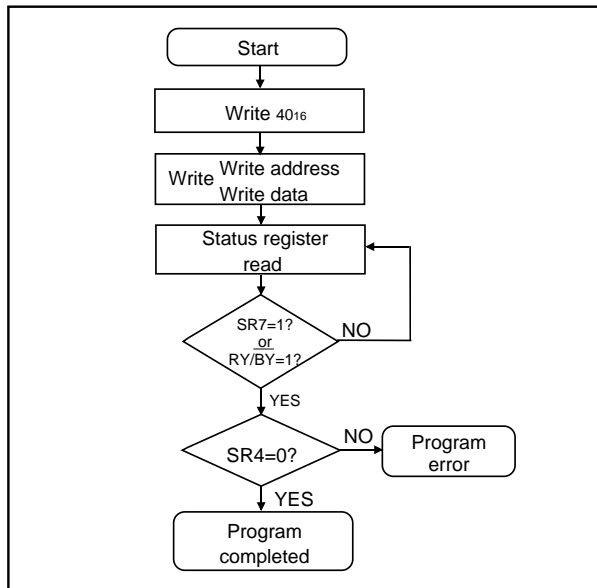 Start
Write 40₁₆
Write Write address
Write data
Status register
read
SR7=1?
or
RY/B̅Y̅=1?
NO
YES
SR4=0?
NO
Program
error
YES
Program
completed